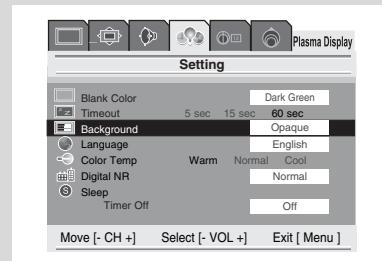 Plasma Display
Setting
Blank Color Dark Green
Timeout 5 sec 15 sec 60 sec
Background Opaque
Language English
Color Temp Warm Normal Cool
Digital NR Normal
Sleep
Timer Off Off
Move [- CH +] Select [- VOL +] Exit [ Menu ]